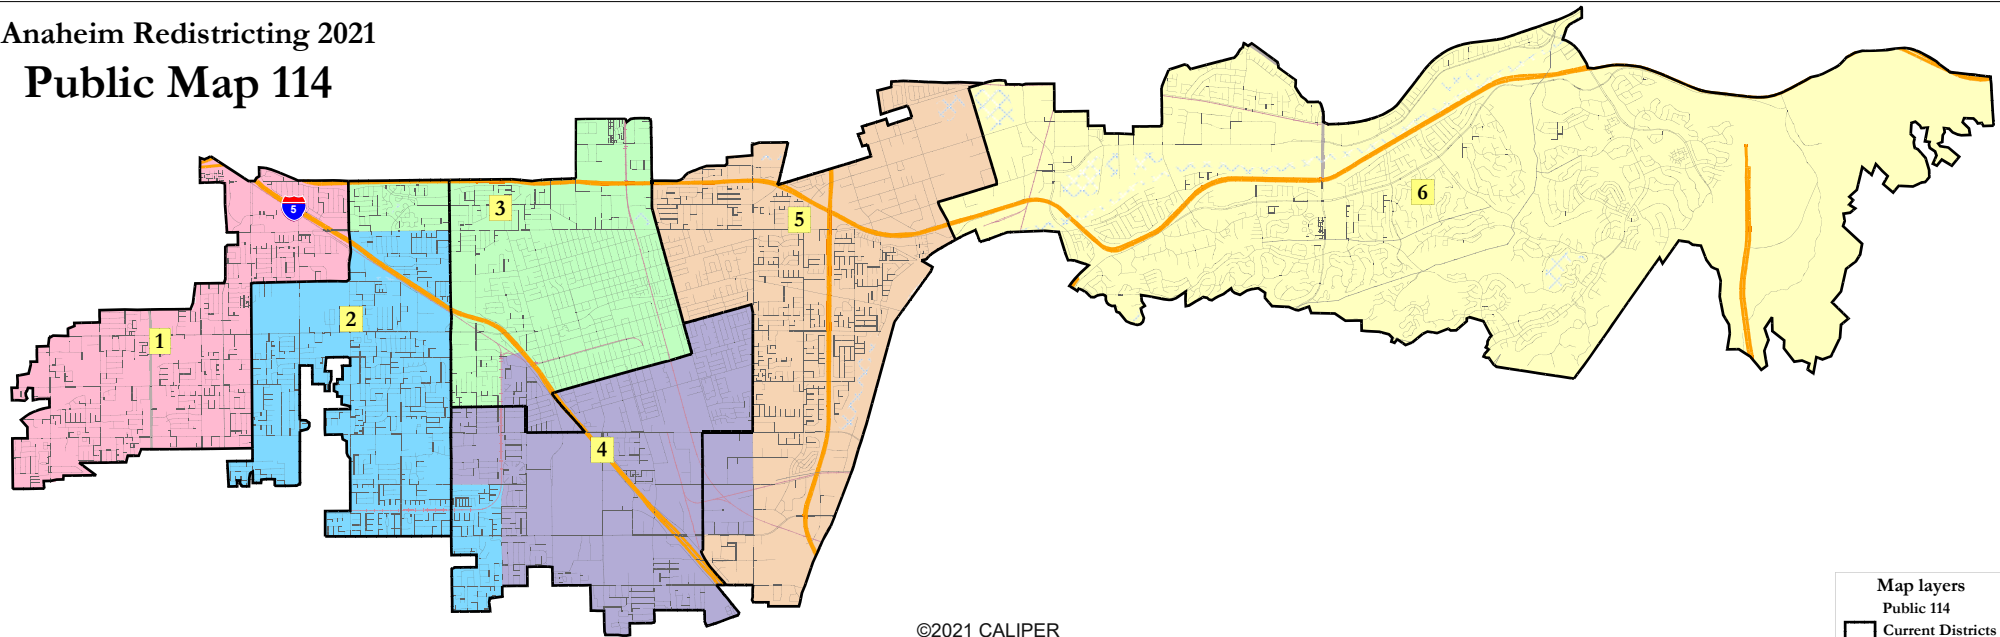 Anaheim Redistricting 2021
Public Map 114
5
3
5
6
2
1
4
Map layers
Public 114
Current Districts
©2021 CALIPER